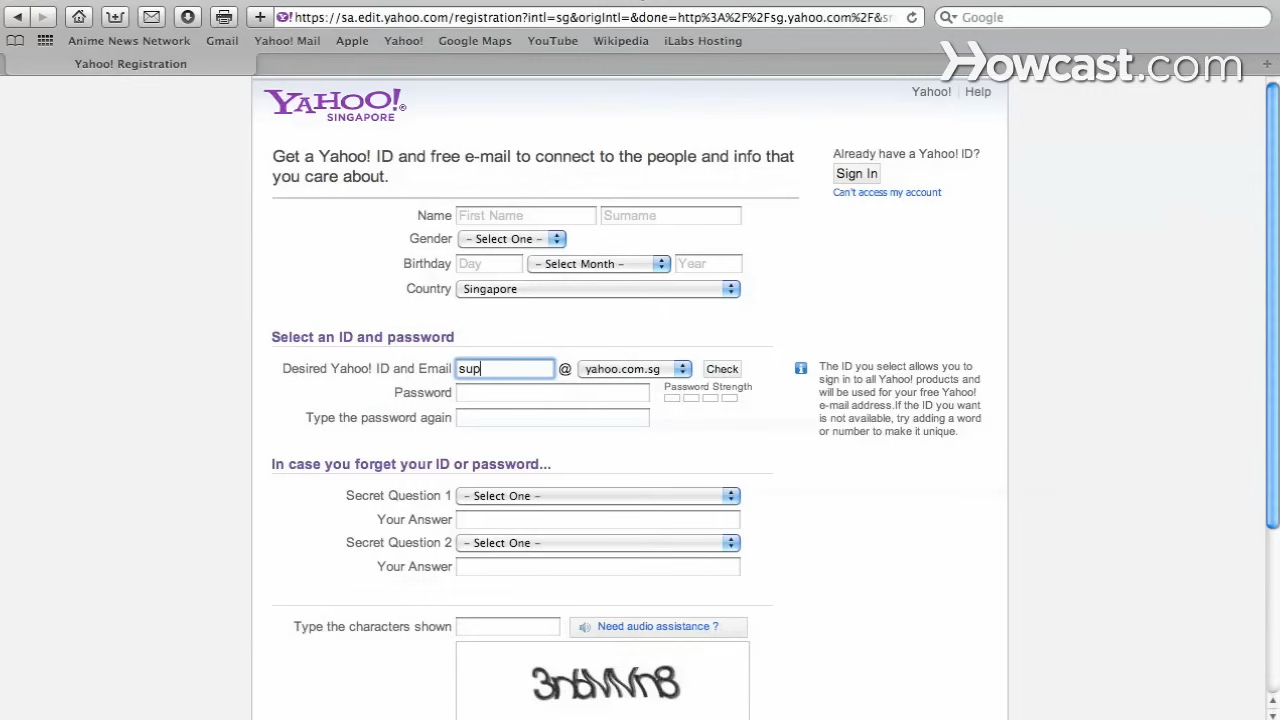 https://sa.edit.yahoo.com/registration?intl=sg&origIntl=&done=http%3A%2F%2Fsg.yahoo.com%2F&sr
Google
Anime News Network Gmail Yahoo! Mail Apple Yahoo! Google Maps YouTube Wikipedia iLabs Hosting
Howcast.com
Yahoo! Registration
YAHOO!
SINGAPORE
Yahoo! Help
Get a Yahoo! ID and free e-mail to connect to the people and info that
you care about.
Already have a Yahoo! ID?
Sign In
Can't access my account
Name First Name Surname
Gender - Select One -
Birthday Day - Select Month - Year
Country Singapore
Select an ID and password
Desired Yahoo! ID and Email sup @ yahoo.com.sg Check
Password Password Strength
Type the password again
The ID you select allows you to
sign in to all Yahoo! products and
will be used for your free Yahoo!
e-mail address.If the ID you want
is not available, try adding a word
or number to make it unique.
In case you forget your ID or password...
Secret Question 1 - Select One -
Your Answer
Secret Question 2 - Select One -
Your Answer
Type the characters shown Need audio assistance ?